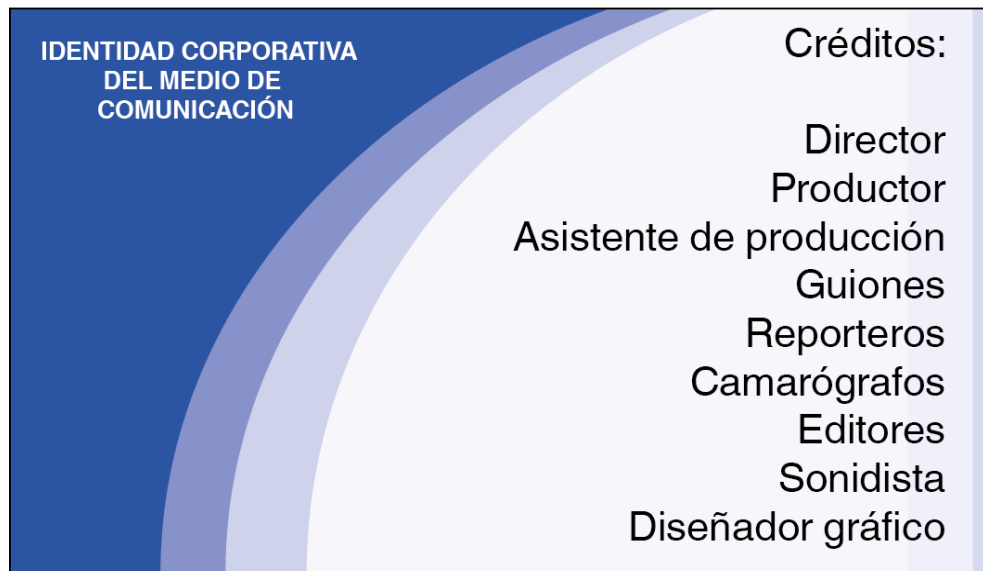 IDENTIDAD CORPORATIVA
DEL MEDIO DE
COMUNICACIÓN
Créditos:
Director
Productor
Asistente de producción
Guiones
Reporteros
Camarógrafos
Editores
Sonidista
Diseñador gráfico